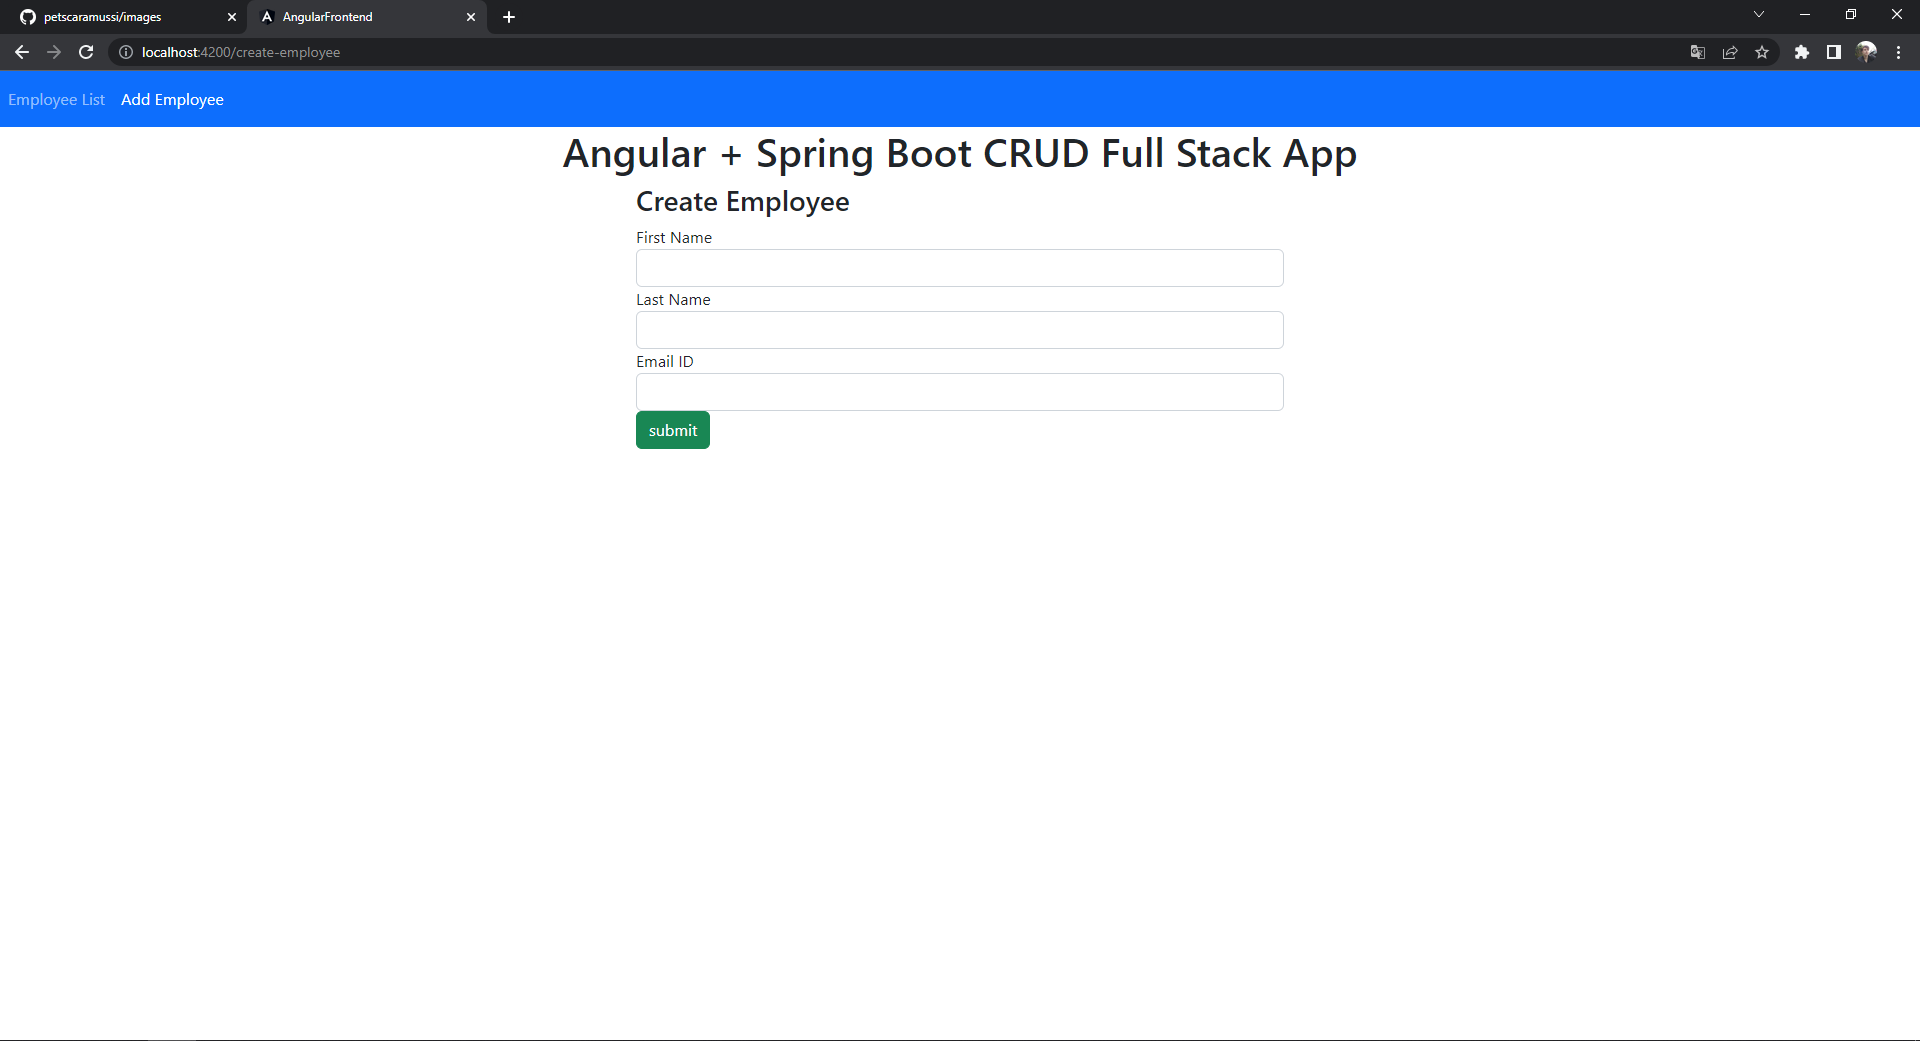 petscaramussi/images
AngularFrontend
localhost:4200/create-employee
Employee List Add Employee
Angular + Spring Boot CRUD Full Stack App
Create Employee
First Name
Last Name
Email ID
submit